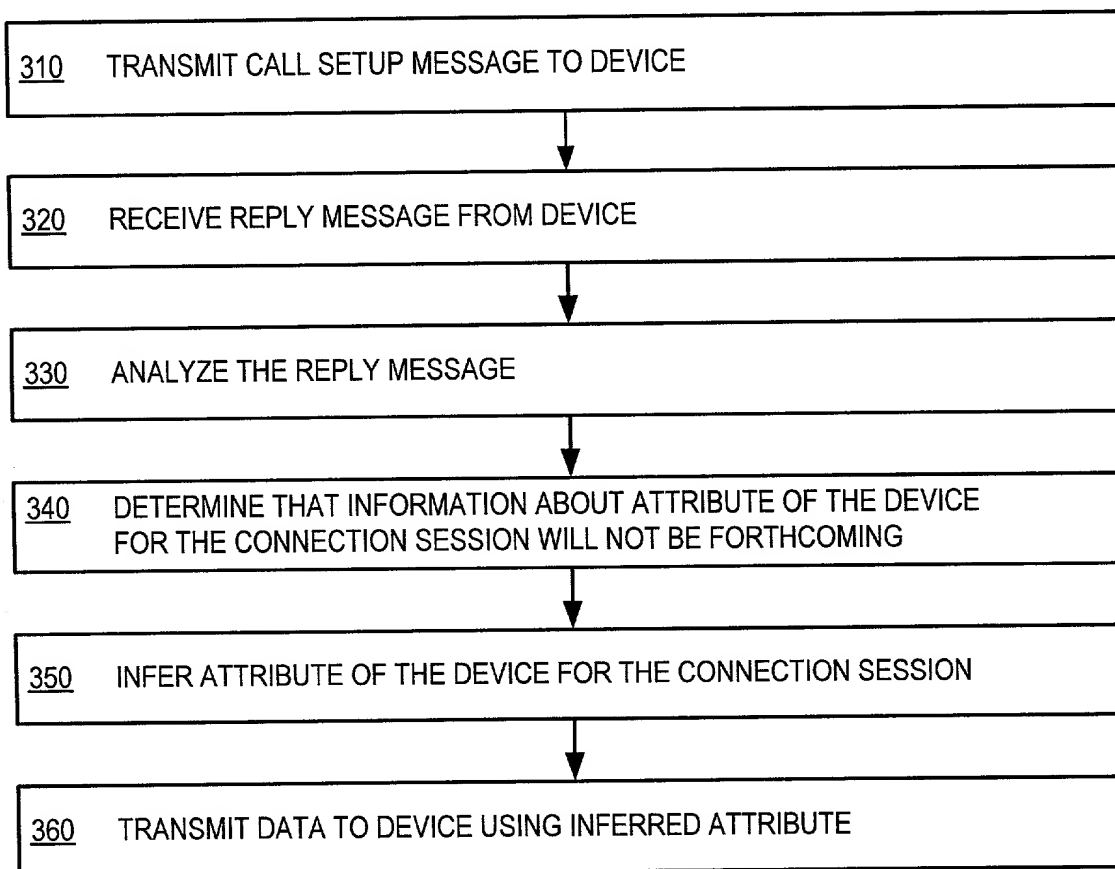 310 TRANSMIT CALL SETUP MESSAGE TO DEVICE
320 RECEIVE REPLY MESSAGE FROM DEVICE
330 ANALYZE THE REPLY MESSAGE
340 DETERMINE THAT INFORMATION ABOUT ATTRIBUTE OF THE DEVICE
FOR THE CONNECTION SESSION WILL NOT BE FORTHCOMING
350 INFER ATTRIBUTE OF THE DEVICE FOR THE CONNECTION SESSION
360 TRANSMIT DATA TO DEVICE USING INFERRED ATTRIBUTE